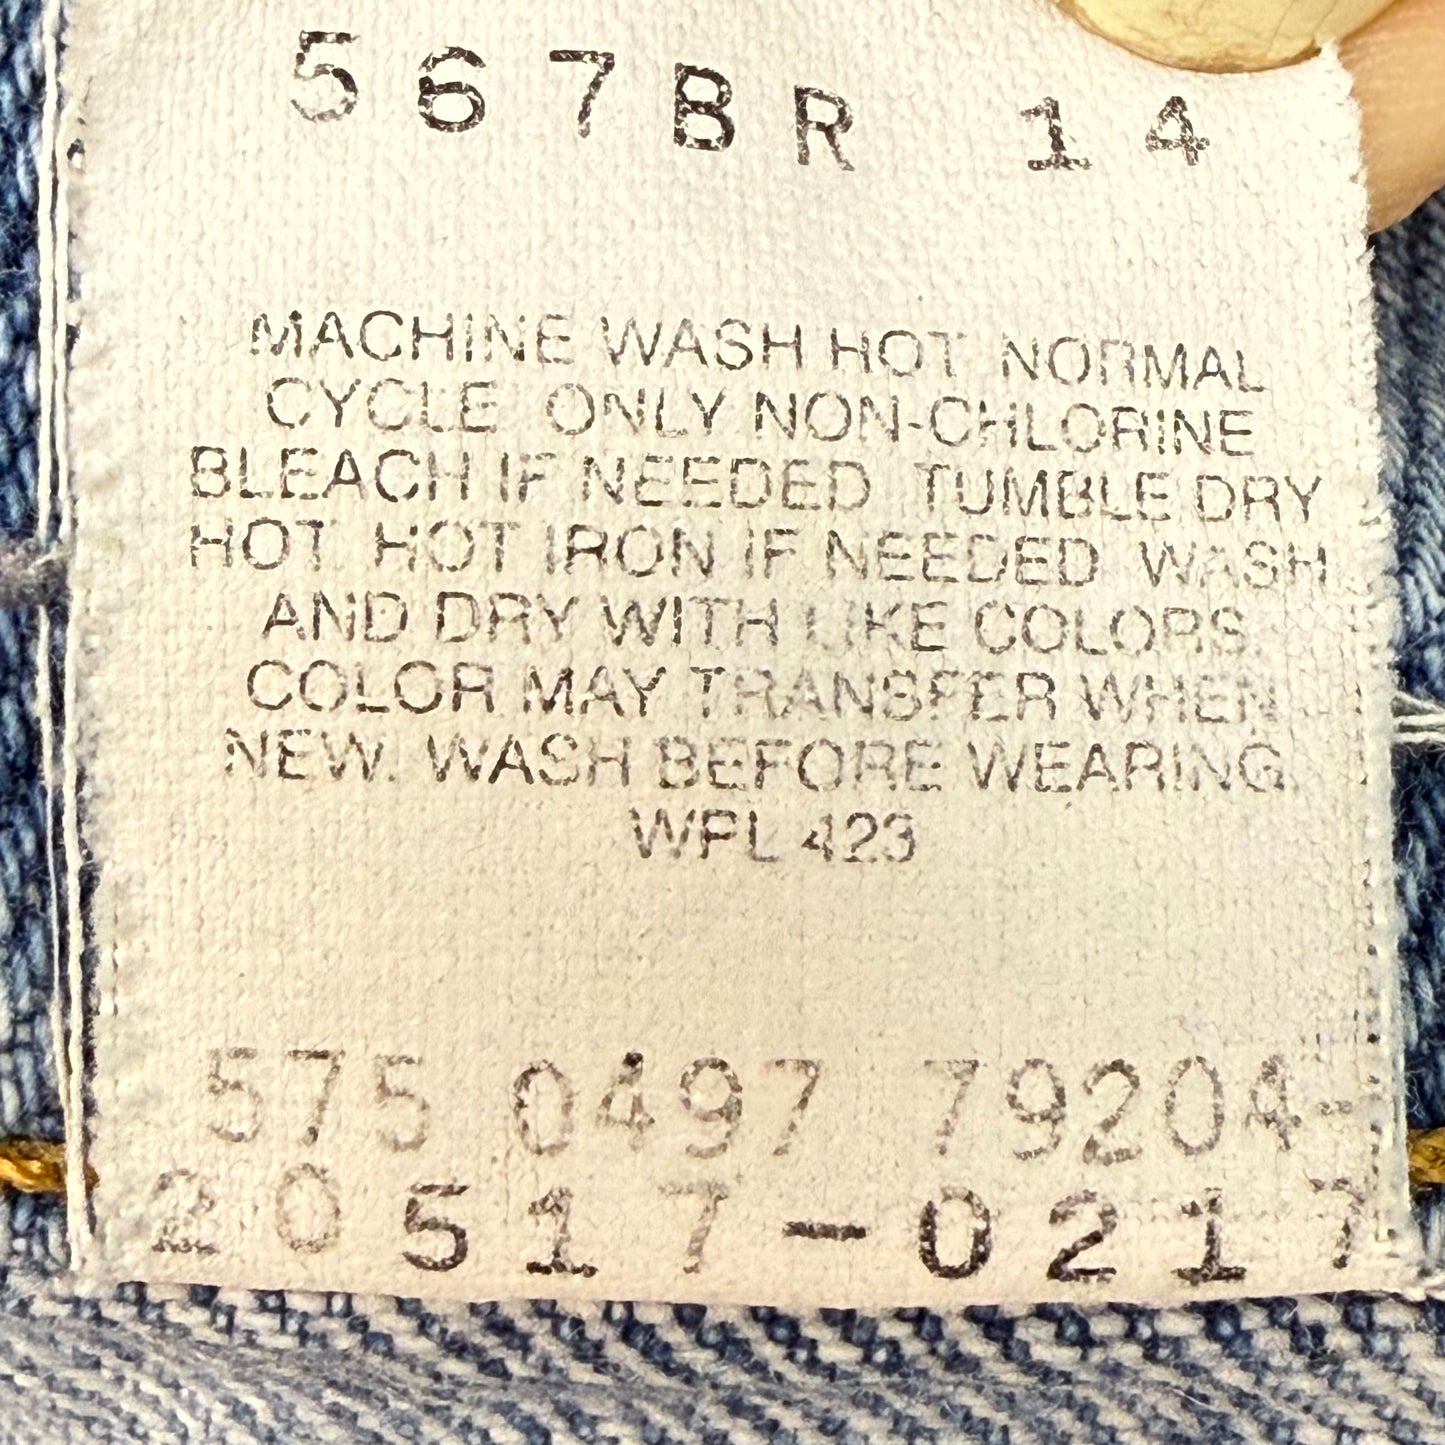 567BR 14
MACHINE WASH HOT NORMAL
CYCLE ONLY NON-CHLORINE
BLEACH IF NEEDED TUMBLE DRY
HOT HOT IRON IF NEEDED WASH
AND DRY WITH LIKE COLORS.
COLOR MAY TRANSFER WHEN
NEW. WASH BEFORE WEARING
WPL 423
575 0497 79204-
20517-0217